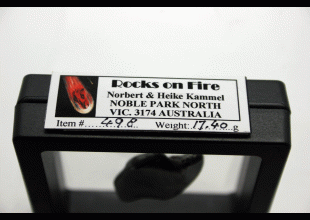 Rocks on Fire
Norbert & Heike Kammel
NOBLE PARK NORTH
VIC. 3174 AUSTRALIA
Item #.....498..... Weight:.17.40.g